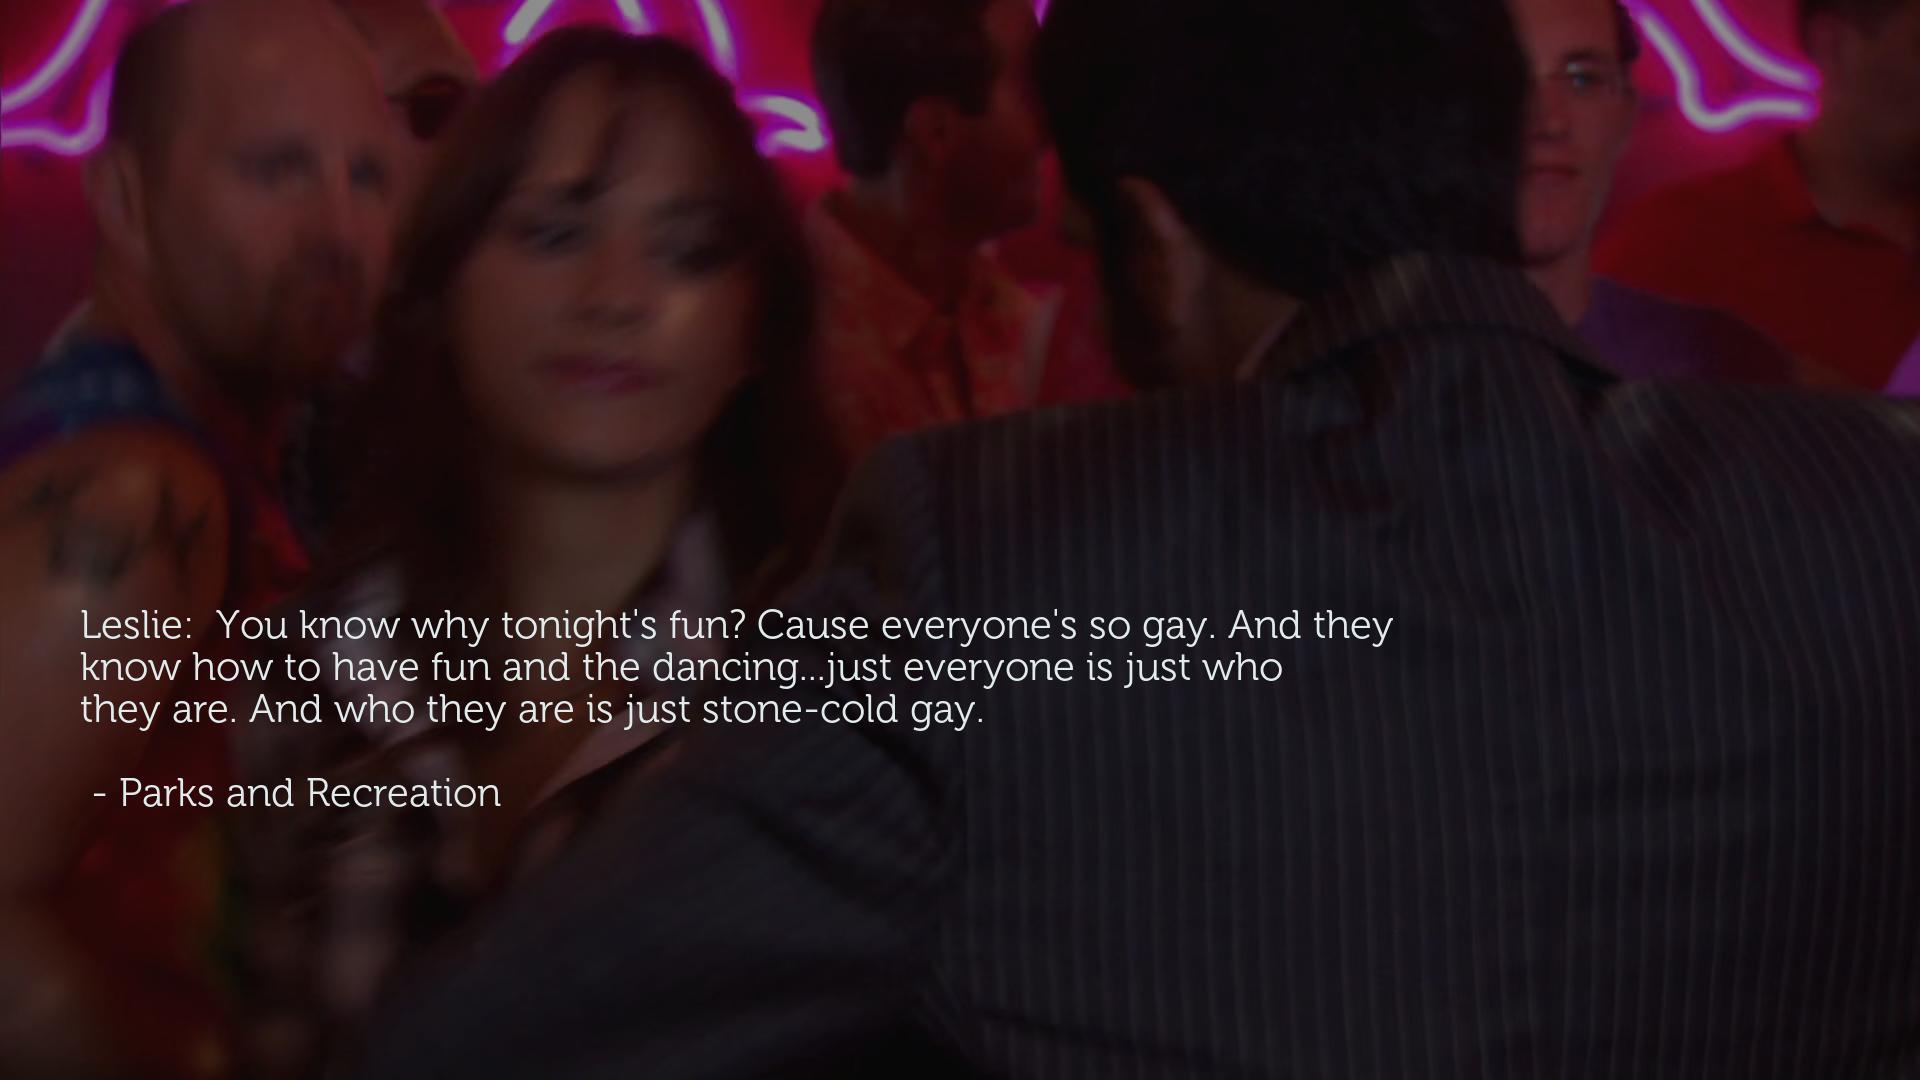 Leslie:  You know why tonight's fun? Cause everyone's so gay. And they
know how to have fun and the dancing...just everyone is just who
they are. And who they are is just stone-cold gay.
- Parks and Recreation